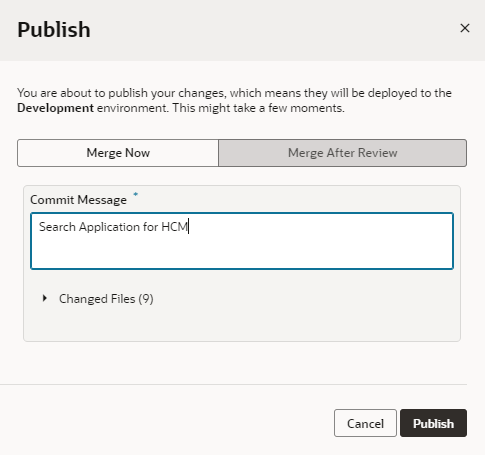 Publish
You are about to publish your changes, which means they will be deployed to the
Development environment. This might take a few moments.
Merge Now
Merge After Review
Commit Message *
Search Application for HCM
Changed Files (9)
Cancel
Publish